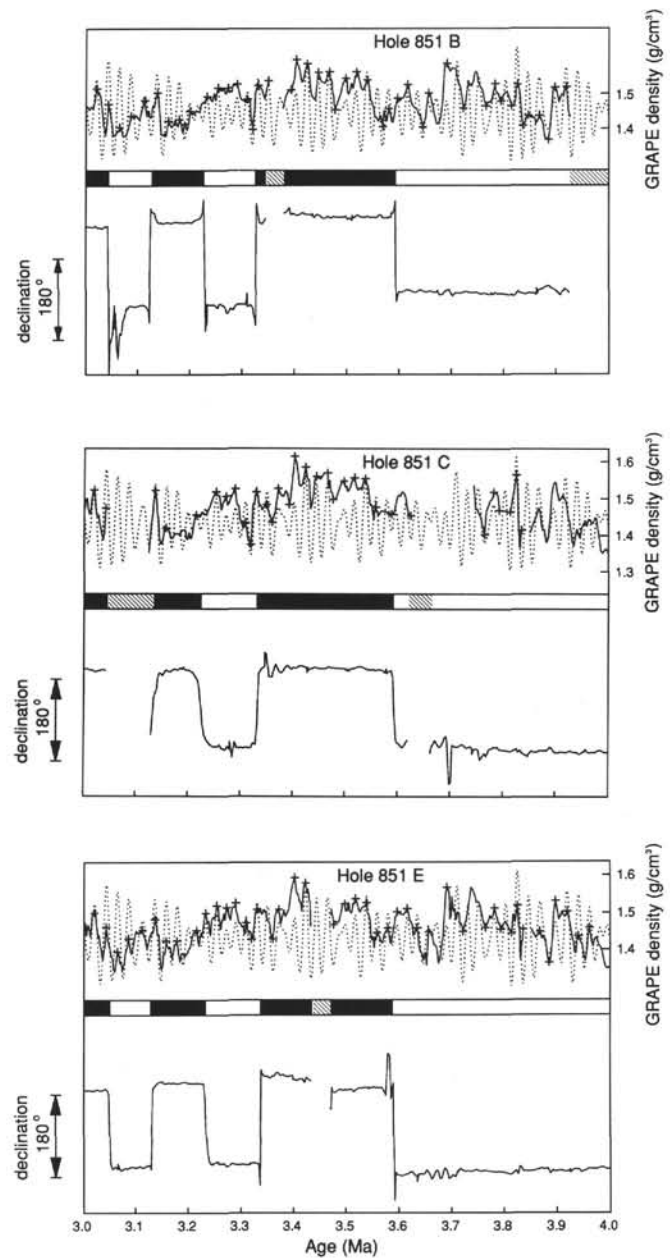 Hole 851 B
1.5
1.4
GRAPE density (g/cm³)
declination
180°
Hole 851 C
1.6
1.5
1.4
1.3
GRAPE density (g/cm³)
declination
180°
Hole 851 E
1.6
1.5
1.4
GRAPE density (g/cm³)
declination
180°
3.0 3.1 3.2 3.3 3.4 3.5 3.6 3.7 3.8 3.9 4.0
Age (Ma)